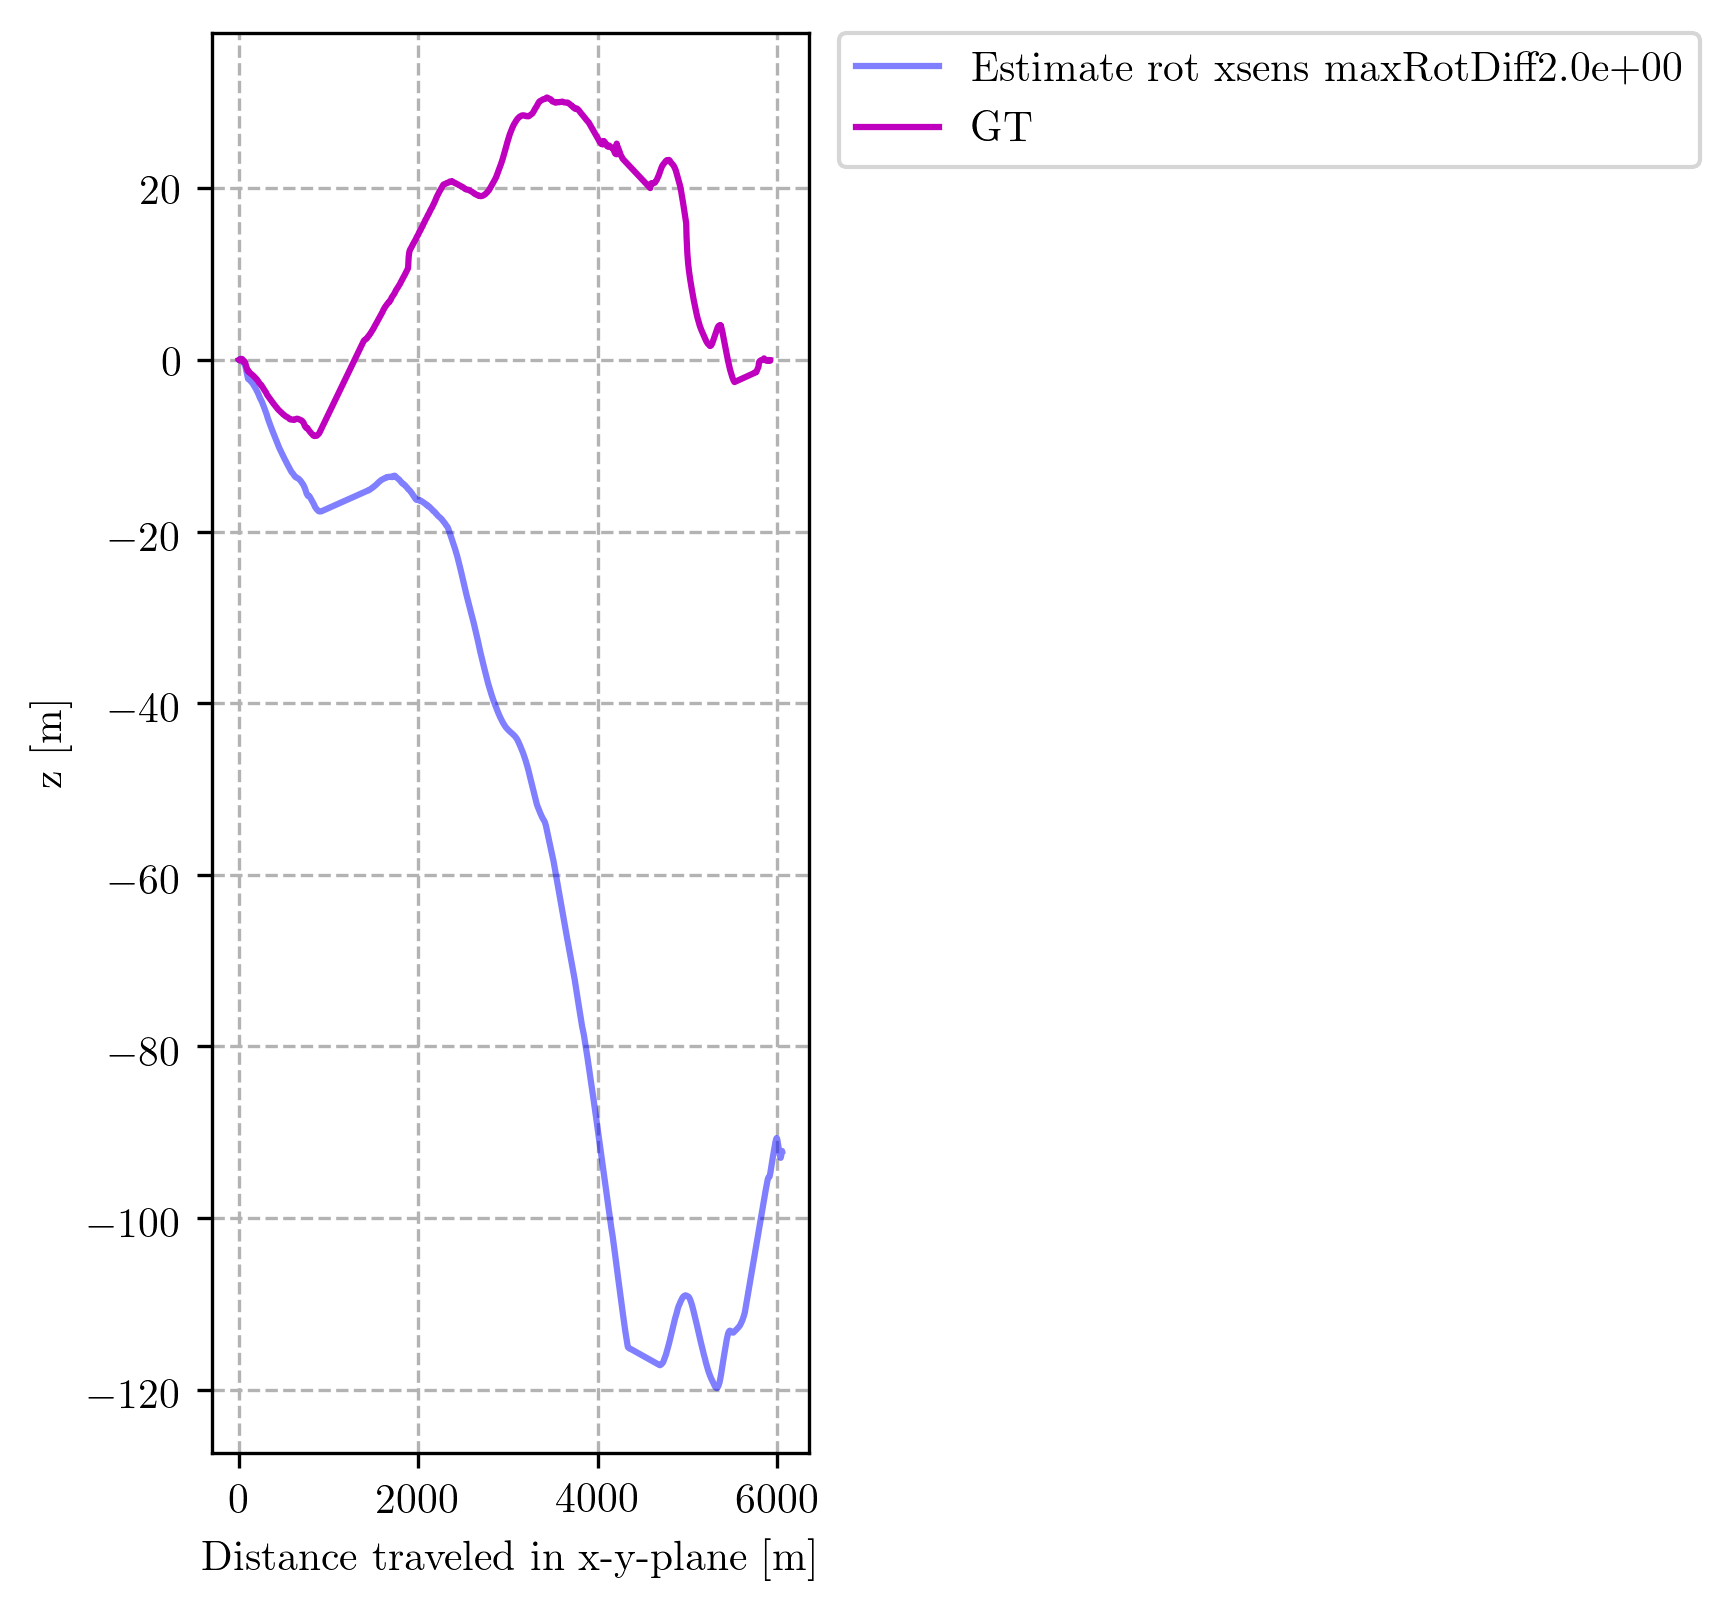 Estimate rot xsens maxRotDiff2.0e+00
GT
20
0
−20
−40
−60
−80
−100
−120
z [m]
0 2000 4000 6000
Distance traveled in x-y-plane [m]